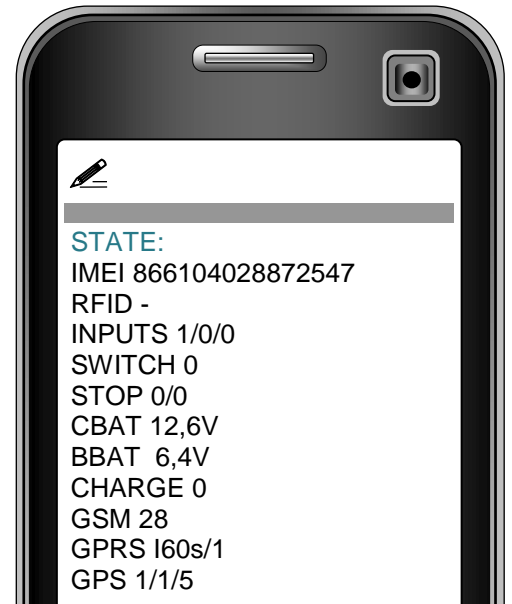 STATE:
IMEI 866104028872547
RFID -
INPUTS 1/0/0
SWITCH 0
STOP 0/0
CBAT 12,6V
BBAT  6,4V
CHARGE 0
GSM 28
GPRS I60s/1
GPS 1/1/5